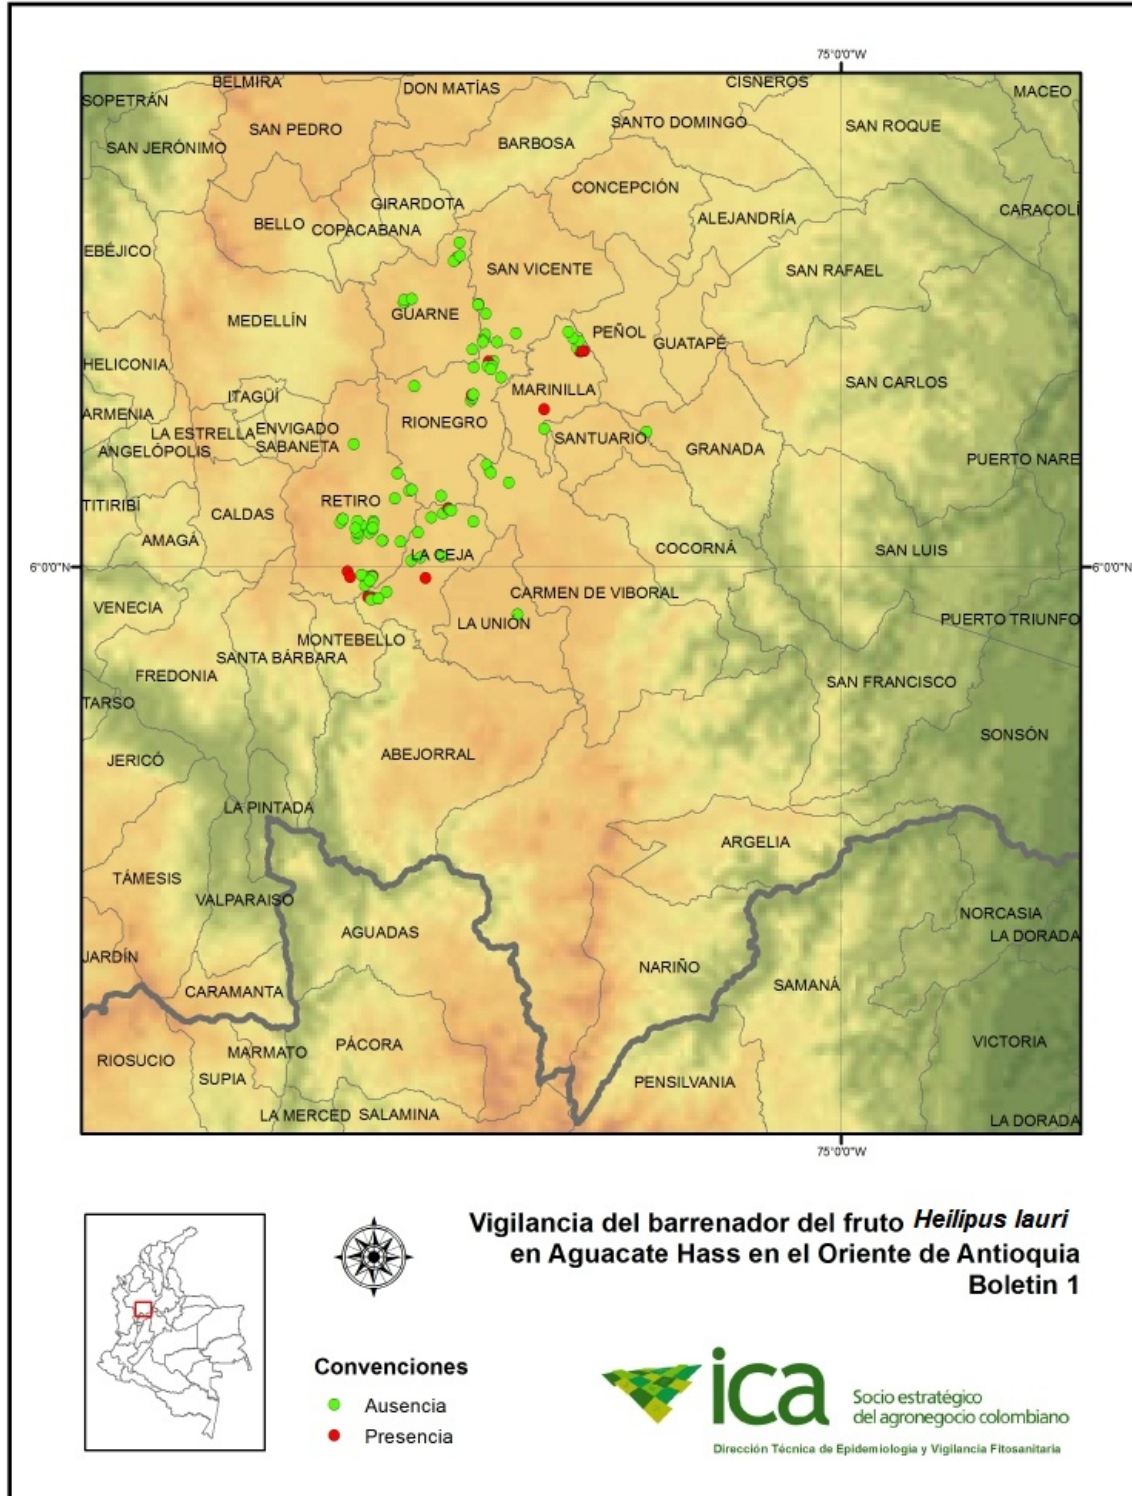 75°0'0"W
BELMIRA
DON MATÍAS
CISNEROS
MACEO
SOPETRÁN
SAN PEDRO
SANTO DOMINGO
SAN ROQUE
SAN JERÓNIMO
BARBOSA
CONCEPCIÓN
GIRARDOTA
CARACOLÍ
BELLO
COPACABANA
ALEJANDRÍA
EBÉJICO
SAN VICENTE
SAN RAFAEL
MEDELLÍN
GUARNE
PEÑOL
GUATAPÉ
HELICONIA
SAN CARLOS
ITAGÜÍ
MARINILLA
ARMENIA
LA ESTRELLA
ENVIGADO
RIONEGRO
SANTUARIO
ANGELÓPOLIS
SABANETA
GRANADA
PUERTO NARE
TITIRIBÍ
CALDAS
RETIRO
AMAGÁ
LA CEJA
COCORNÁ
SAN LUIS
6°0'0"N
6°0'0"N
VENECIA
CARMEN DE VIBORAL
LA UNIÓN
PUERTO TRIUNFO
MONTEBELLO
SANTA BÁRBARA
FREDONIA
SAN FRANCISCO
TARSO
SONSÓN
JERICÓ
ABEJORRAL
LA PINTADA
ARGELIA
TÁMESIS
VALPARAISO
NORCASIA
AGUADAS
LA DORADA
JARDÍN
NARIÑO
SAMANÁ
CARAMANTA
RIOSUCIO
MARMATO
PÁCORA
VICTORIA
SUPIA
PENSILVANIA
LA MERCED
SALAMINA
LA DORADA
75°0'0"W
Vigilancia del barrenador del fruto Heilipus lauri
en Aguacate Hass en el Oriente de Antioquia
Boletin 1
Convenciones
Ausencia
Presencia
ica
Socio estratégico
del agronegocio colombiano
Dirección Técnica de Epidemiología y Vigilancia Fitosanitaria